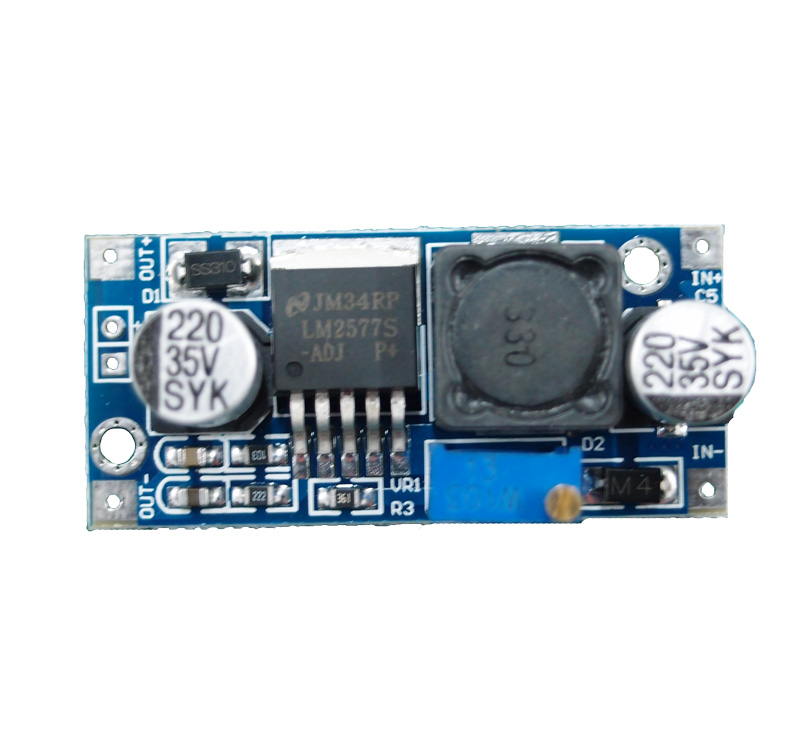 OUT+
SS310
D1
+
220
35V
SYK
JM34RP
LM2577S
-ADJ P+
330
IN+
C5
220
35V
SYK
D2
IN-
103
222
361
VR1
R3
M4
OUT-